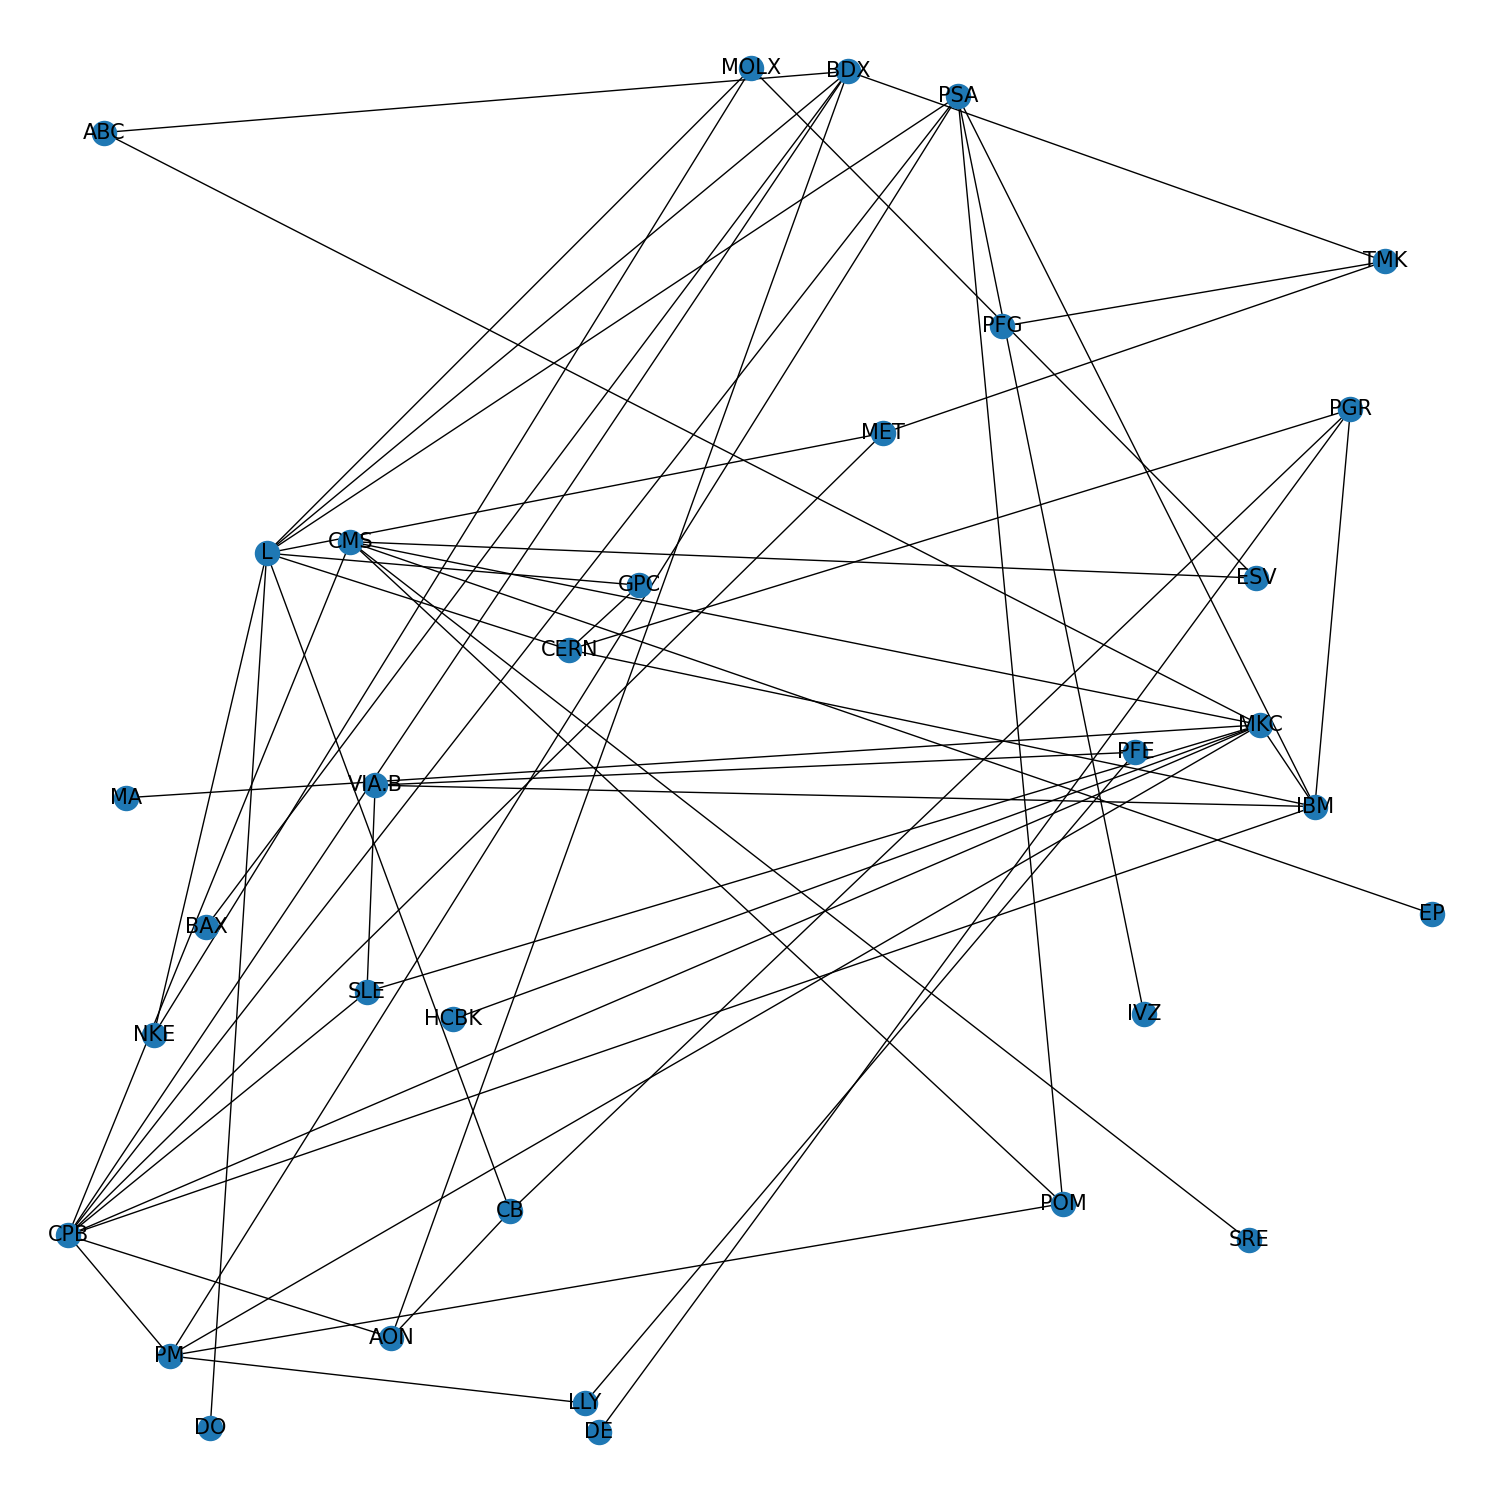 MOLX
BDX
PSA
ABC
TMK
PFG
PGR
MET
CMS
L
GPC
ESV
CERN
MKC
PFE
VIA.B
MA
IBM
EP
BAX
SLE
IVZ
HCBK
NKE
POM
CB
CPB
SRE
AON
PM
LLY
DO
DE